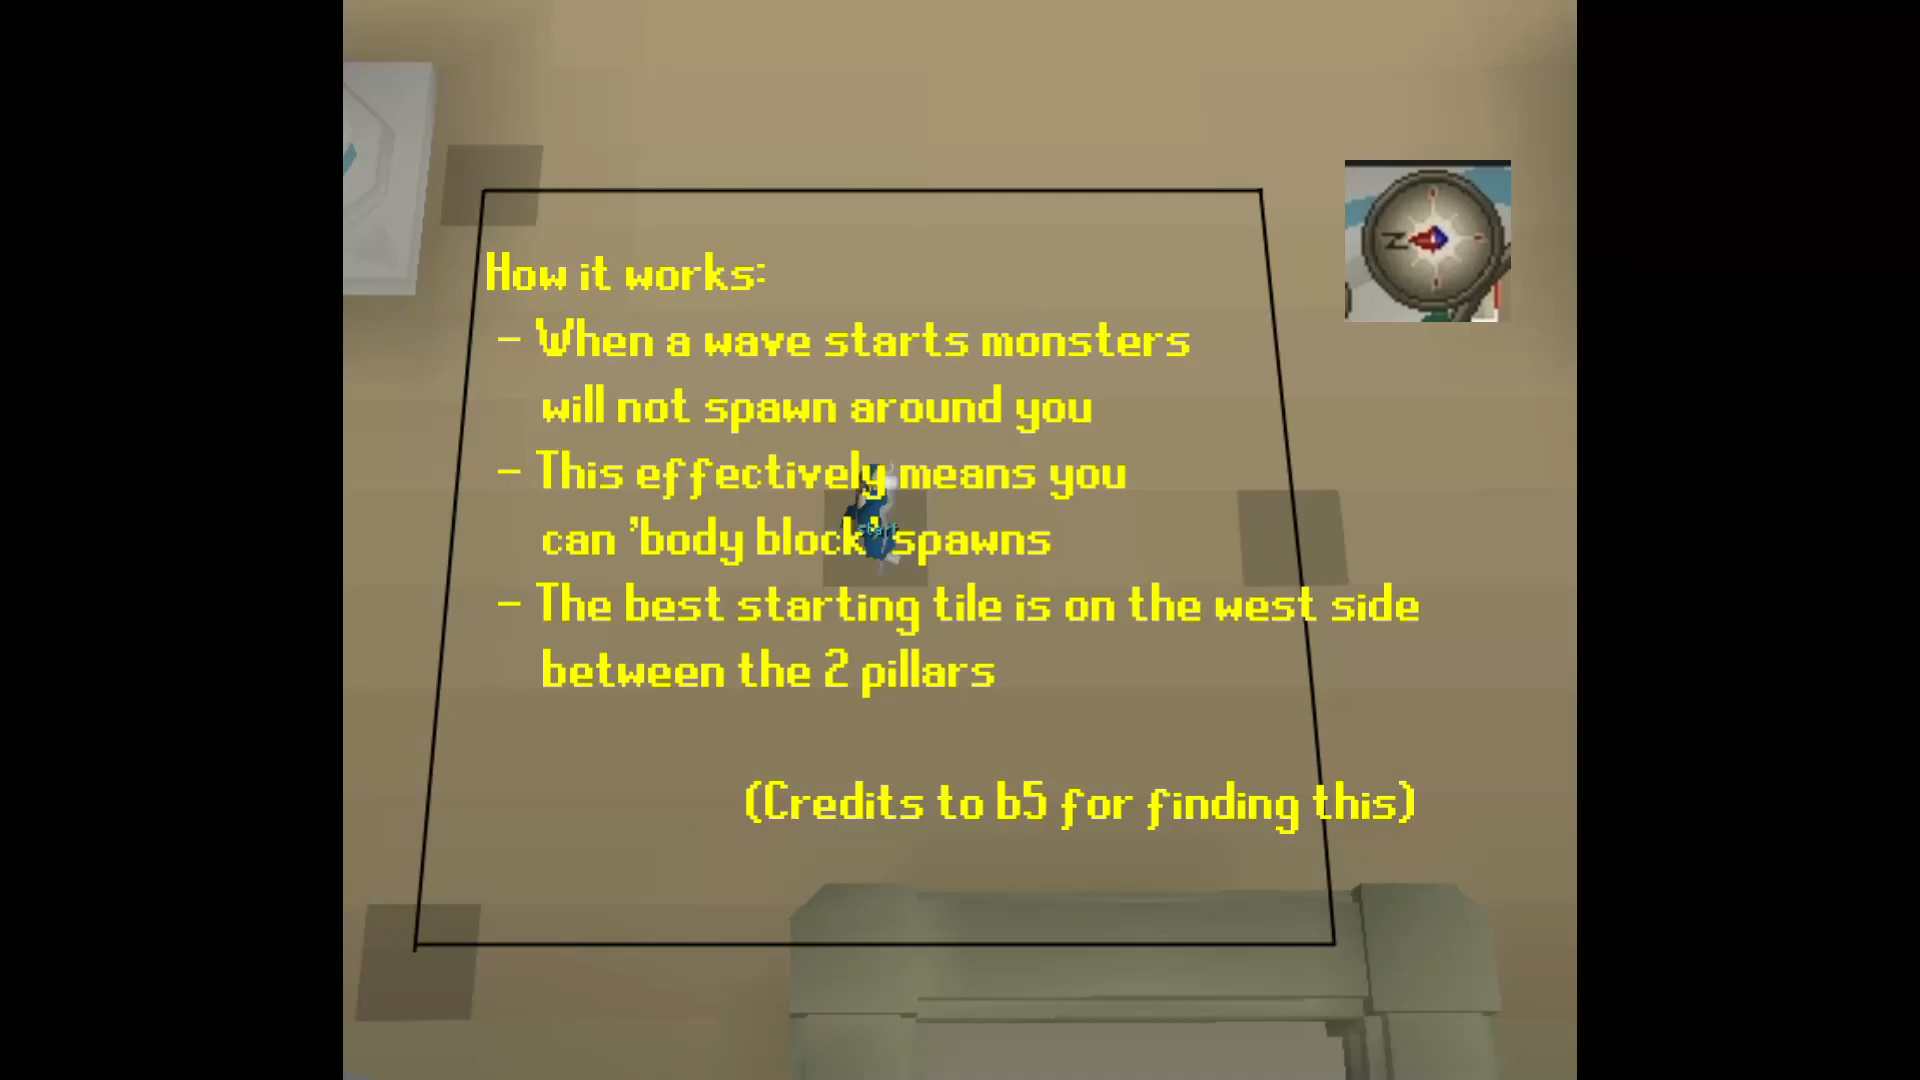 How it works:
- When a wave starts monsters
will not spawn around you
- This effectively means you
can 'body block' spawns
start
- The best starting tile is on the west side
between the 2 pillars
(Credits to b5 for finding this)
N